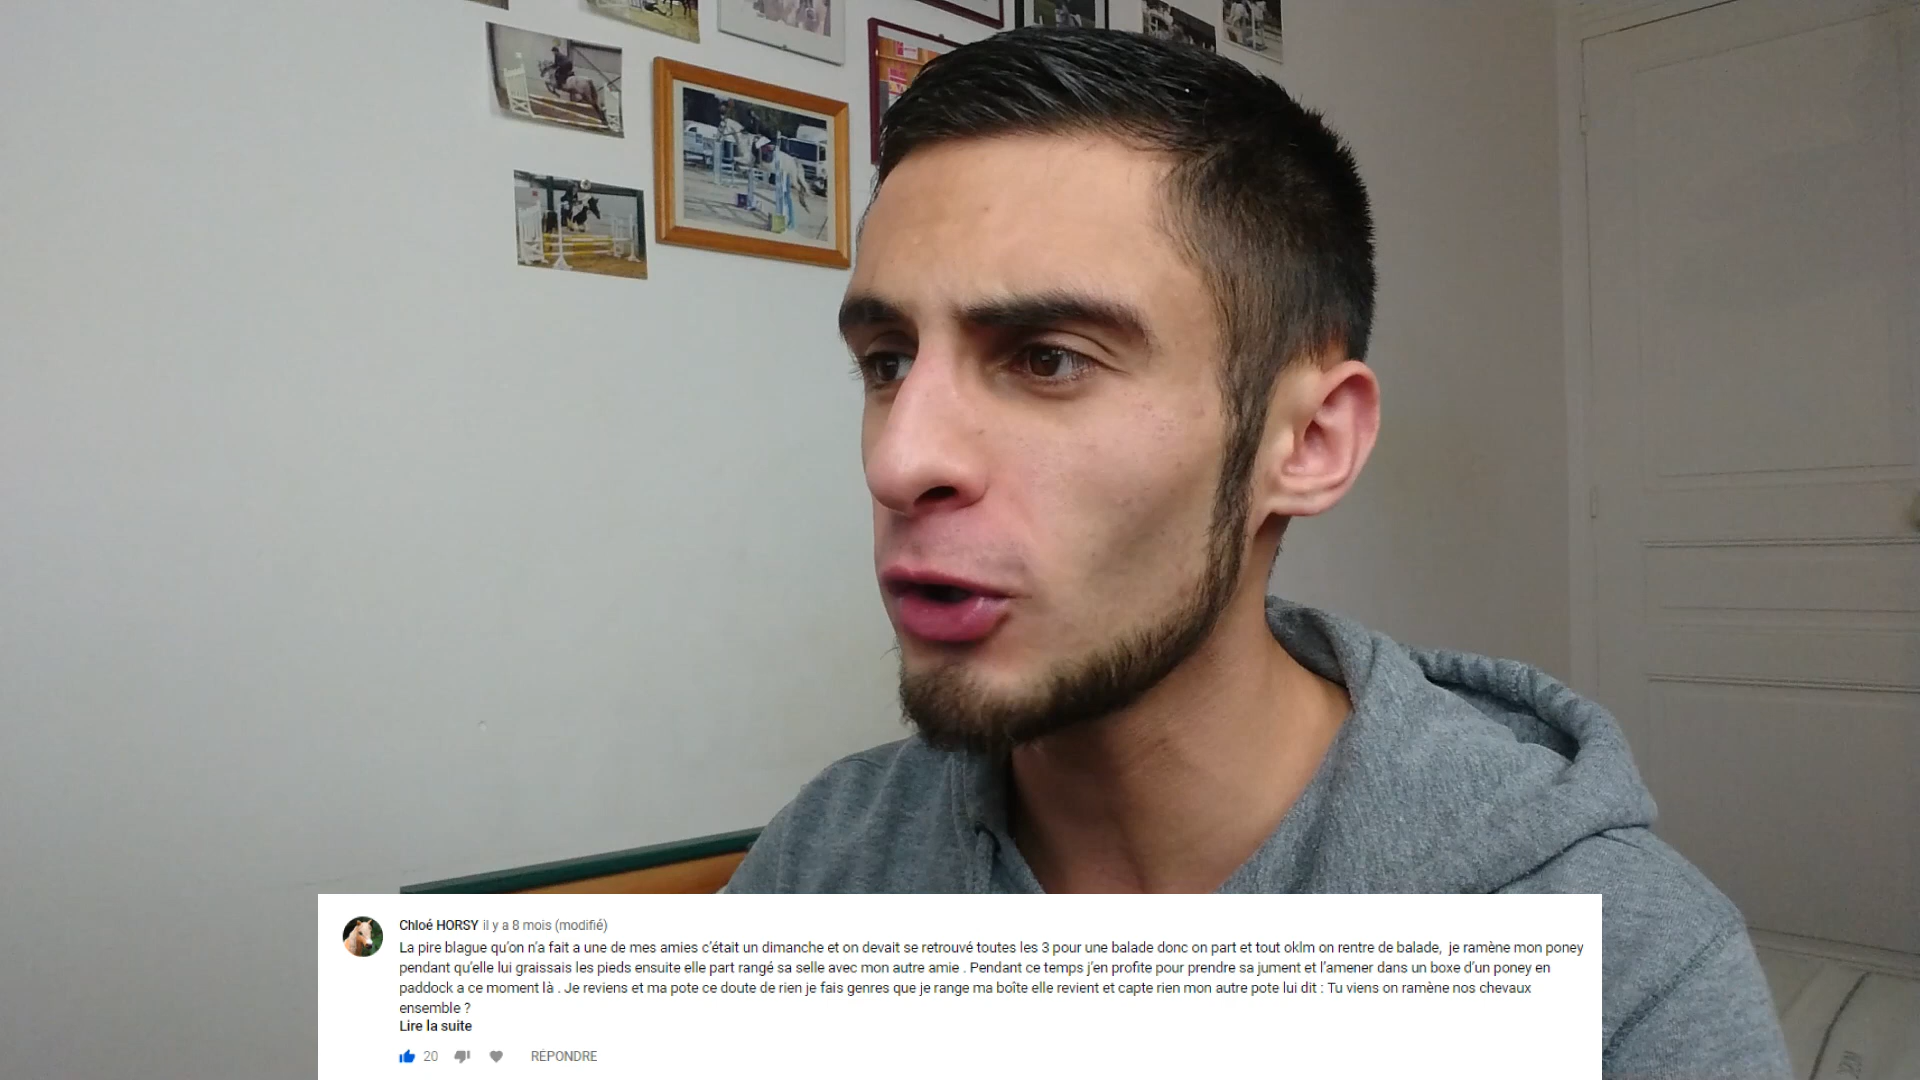 Chloé HORSY il y a 8 mois (modifié)
La pire blague qu'on n'a fait a une de mes amies c'était un dimanche et on devait se retrouvé toutes les 3 pour une balade donc on part et tout oklm on rentre de balade, je ramène mon poney
pendant qu'elle lui graissais les pieds ensuite elle part rangé sa selle avec mon autre amie . Pendant ce temps j'en profite pour prendre sa jument et l'amener dans un boxe d'un poney en
paddock a ce moment là . Je reviens et ma pote ce doute de rien je fais genres que je range ma boîte elle revient et capte rien mon autre pote lui dit : Tu viens on ramène nos chevaux
ensemble ?
Lire la suite
20 RÉPONDRE